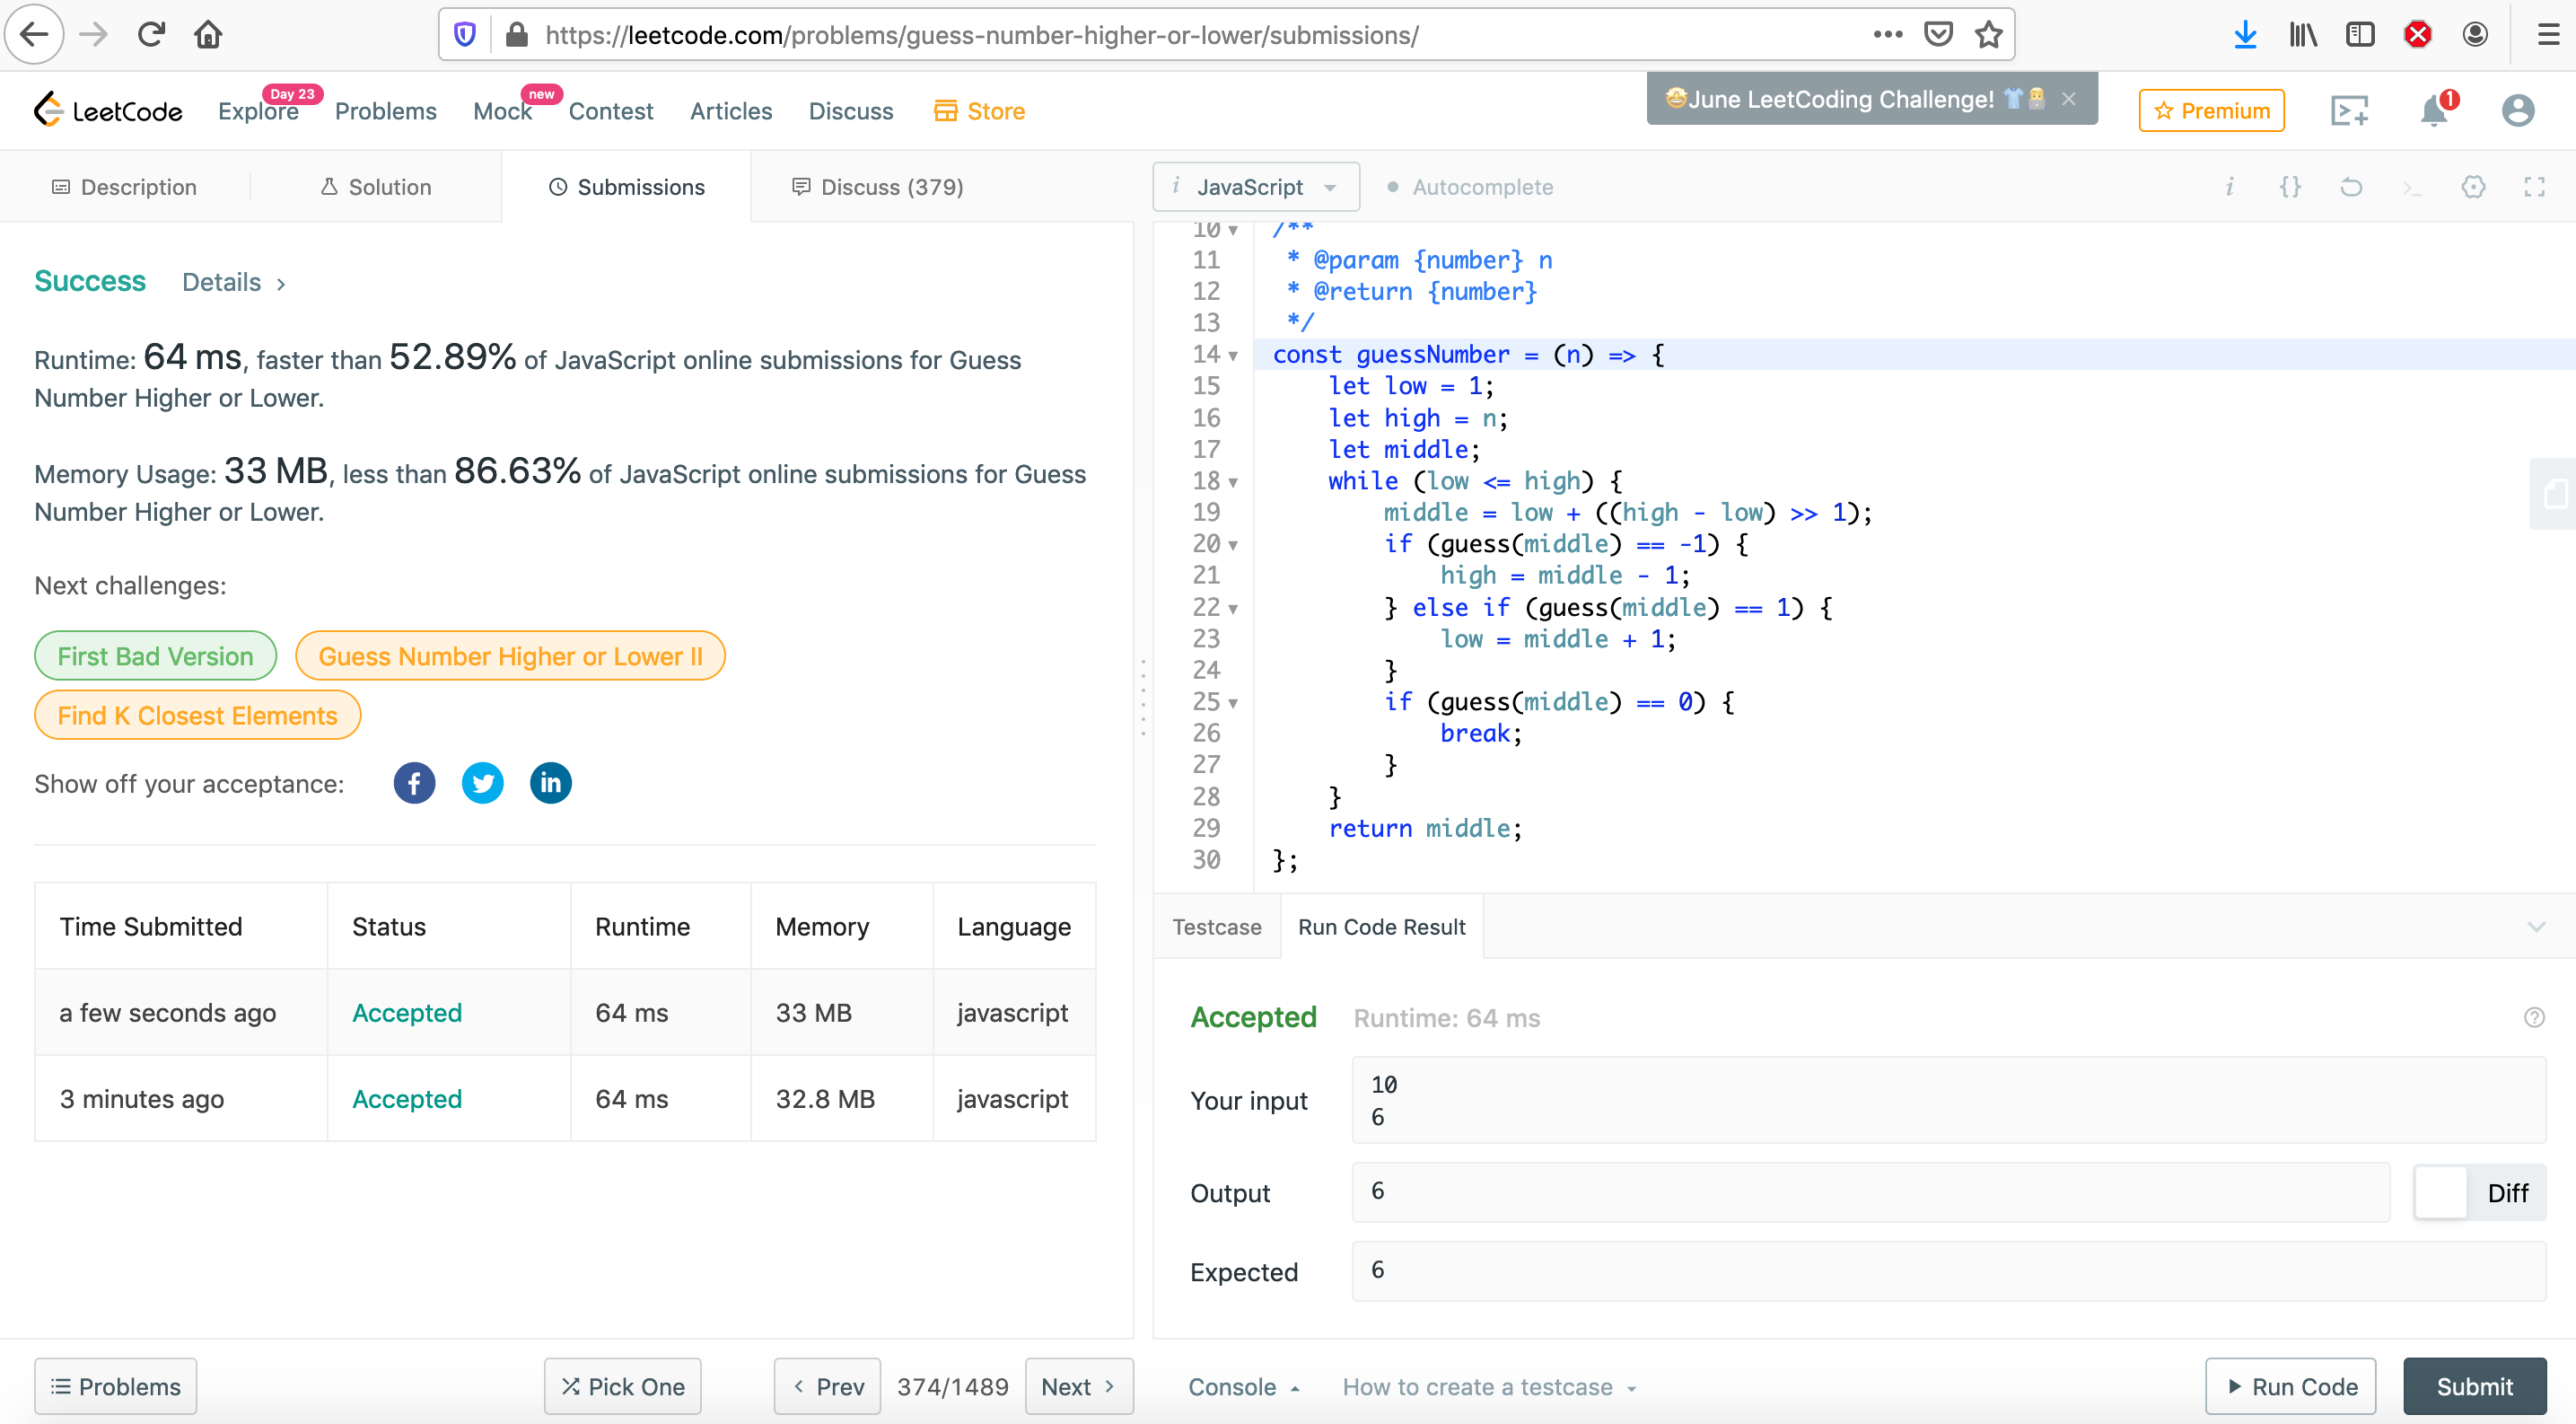 https://leetcode.com/problems/guess-number-higher-or-lower/submissions/
LeetCode
Explore
Day 23
Problems
Mock
new
Contest
Articles
Discuss
Store
🤩June LeetCoding Challenge! 👕👩‍💻 ×
Premium
1
Description
Solution
Submissions
Discuss (379)
i JavaScript
Autocomplete
i
{}
Success
Details >
Runtime: 64 ms, faster than 52.89% of JavaScript online submissions for Guess
Number Higher or Lower.
Memory Usage: 33 MB, less than 86.63% of JavaScript online submissions for Guess
Number Higher or Lower.
Next challenges:
First Bad Version
Guess Number Higher or Lower II
Find K Closest Elements
Show off your acceptance:
Time Submitted Status Runtime Memory Language
a few seconds ago Accepted 64 ms 33 MB javascript
3 minutes ago Accepted 64 ms 32.8 MB javascript
10 /**
11  * @param {number} n
12  * @return {number}
13  */
14 const guessNumber = (n) => {
15     let low = 1;
16     let high = n;
17     let middle;
18     while (low <= high) {
19         middle = low + ((high - low) >> 1);
20         if (guess(middle) == -1) {
21             high = middle - 1;
22         } else if (guess(middle) == 1) {
23             low = middle + 1;
24         }
25         if (guess(middle) == 0) {
26             break;
27         }
28     }
29     return middle;
30 };
Testcase
Run Code Result
Accepted
Runtime: 64 ms
Your input
10
6
Output
6
Diff
Expected
6
Problems
Pick One
Prev
374/1489
Next
Console
How to create a testcase
Run Code
Submit